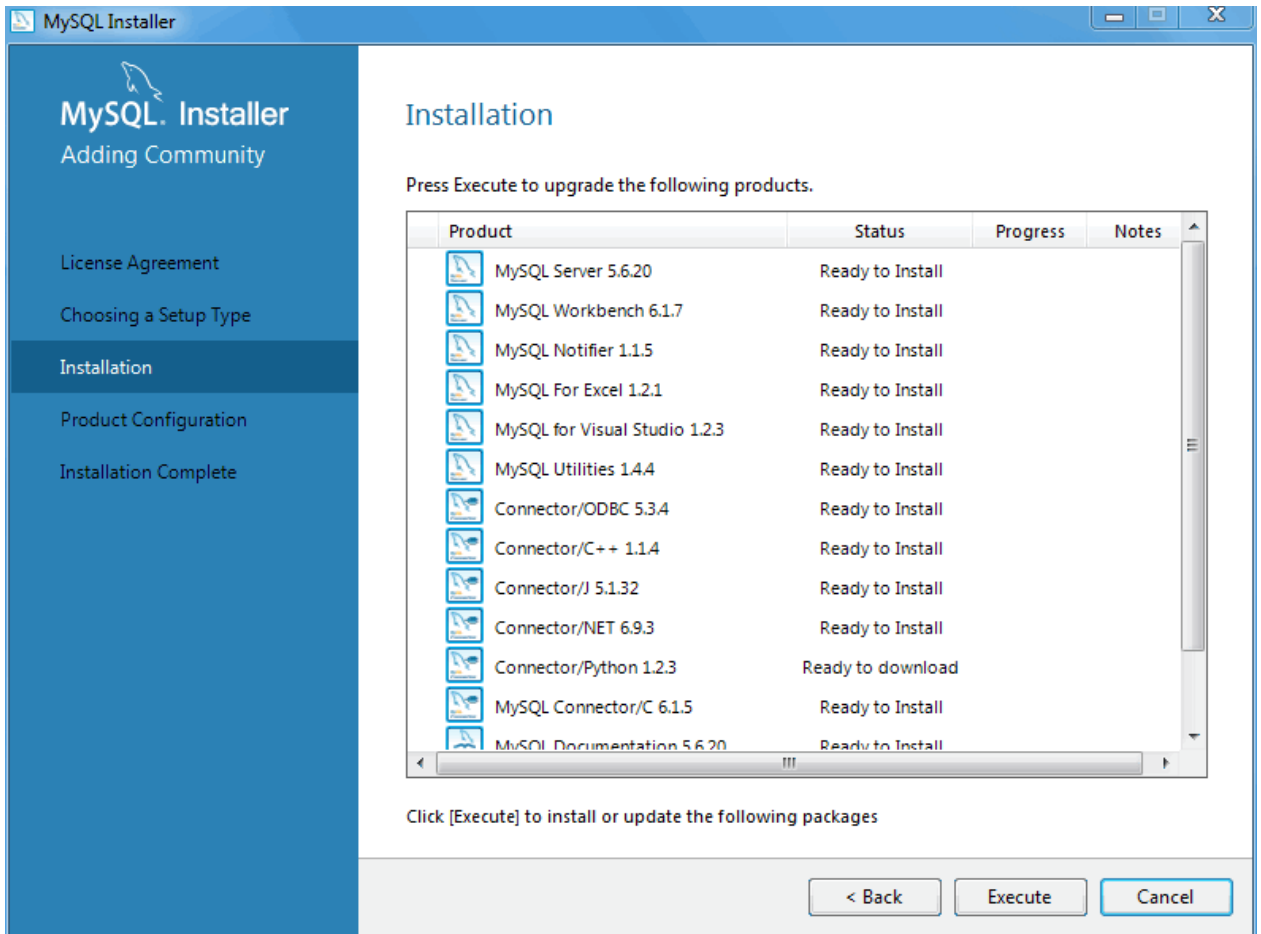 MySQL Installer
MySQL. Installer
Adding Community
License Agreement
Choosing a Setup Type
Installation
Product Configuration
Installation Complete
Installation
Press Execute to upgrade the following products.
Product Status Progress Notes
MySQL Server 5.6.20 Ready to Install
MySQL Workbench 6.1.7 Ready to Install
MySQL Notifier 1.1.5 Ready to Install
MySQL For Excel 1.2.1 Ready to Install
MySQL for Visual Studio 1.2.3 Ready to Install
MySQL Utilities 1.4.4 Ready to Install
Connector/ODBC 5.3.4 Ready to Install
Connector/C++ 1.1.4 Ready to Install
Connector/J 5.1.32 Ready to Install
Connector/NET 6.9.3 Ready to Install
Connector/Python 1.2.3 Ready to download
MySQL Connector/C 6.1.5 Ready to Install
MySQL Documentation 5.6.20 Ready to Install
Click [Execute] to install or update the following packages
< Back Execute Cancel